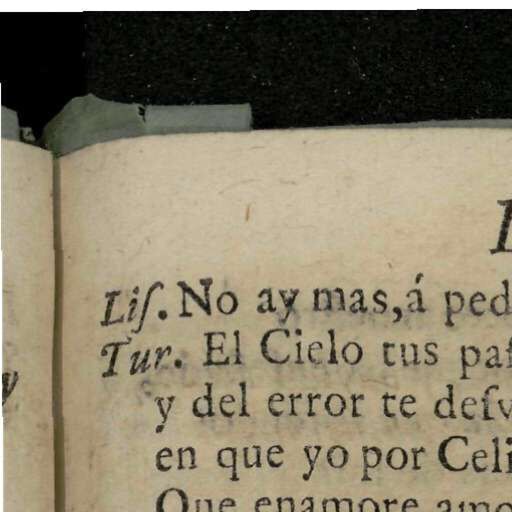 Liſ. No ay mas, á ped
Tur. El Cielo tus paſ
y del error te deſv
en que yo por Celi
Que enamore amo
y